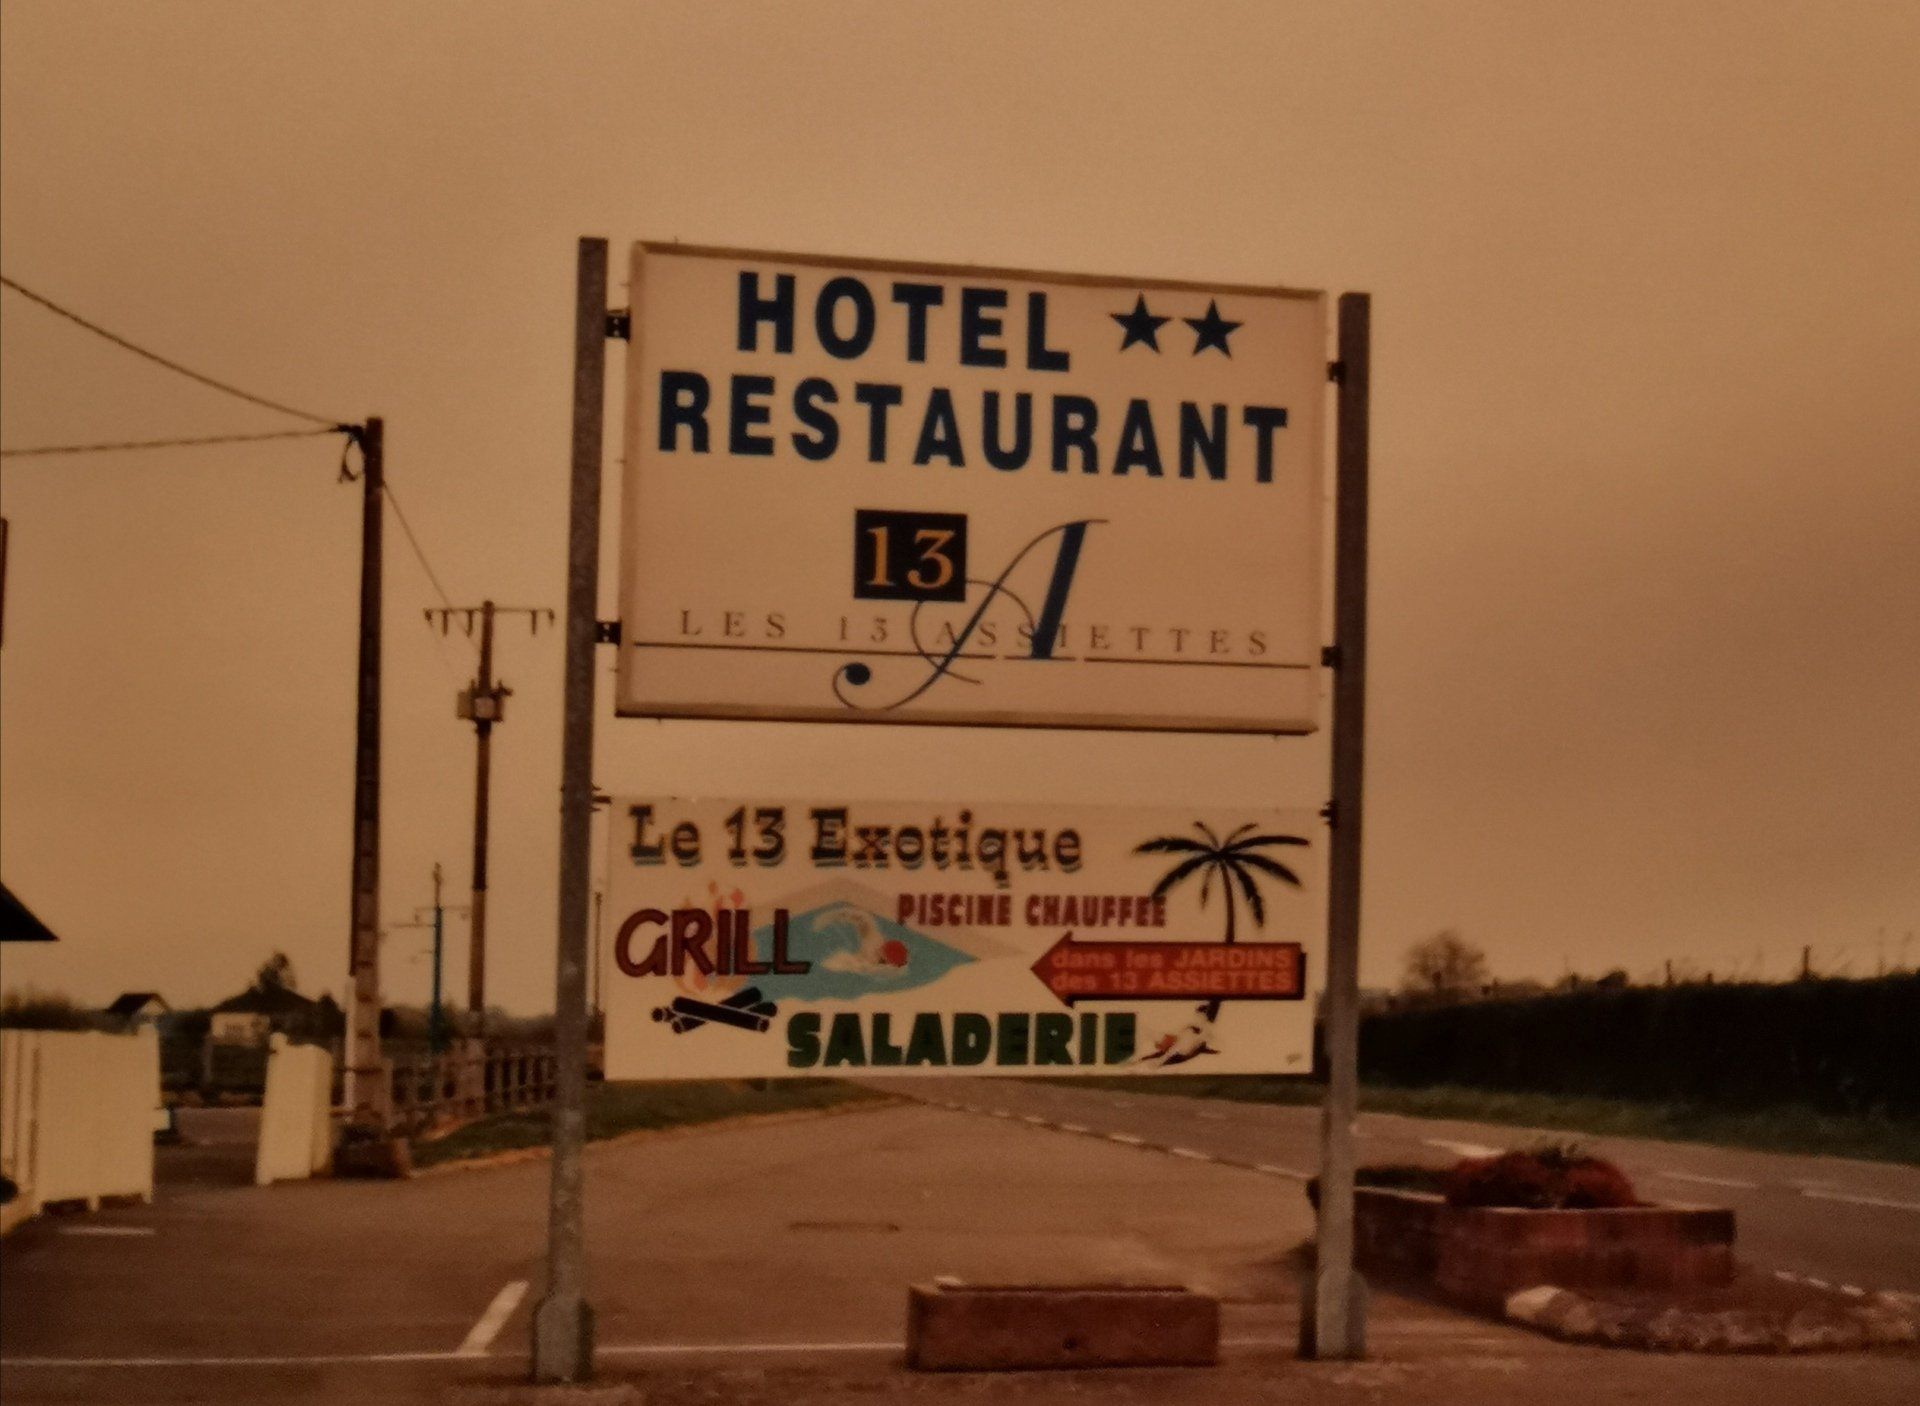 HOTEL ★★
RESTAURANT
13 A
LES 13 ASSIETTES
Le 13 Exotique
PISCINE CHAUFFEE
GRILL
dans les JARDINS
des 13 ASSIETTES
SALADERIE